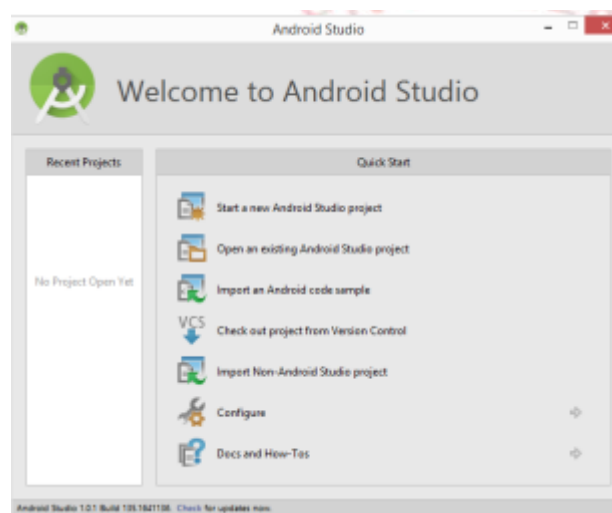 Android Studio
Welcome to Android Studio
Recent Projects
Quick Start
No Project Open Yet
Start a new Android Studio project
Open an existing Android Studio project
Import an Android code sample
VCS
Check out project from Version Control
Import Non-Android Studio project
Configure
Docs and How-Tos
Android Studio 1.0.1 Build 135.1641136. Check for updates now.